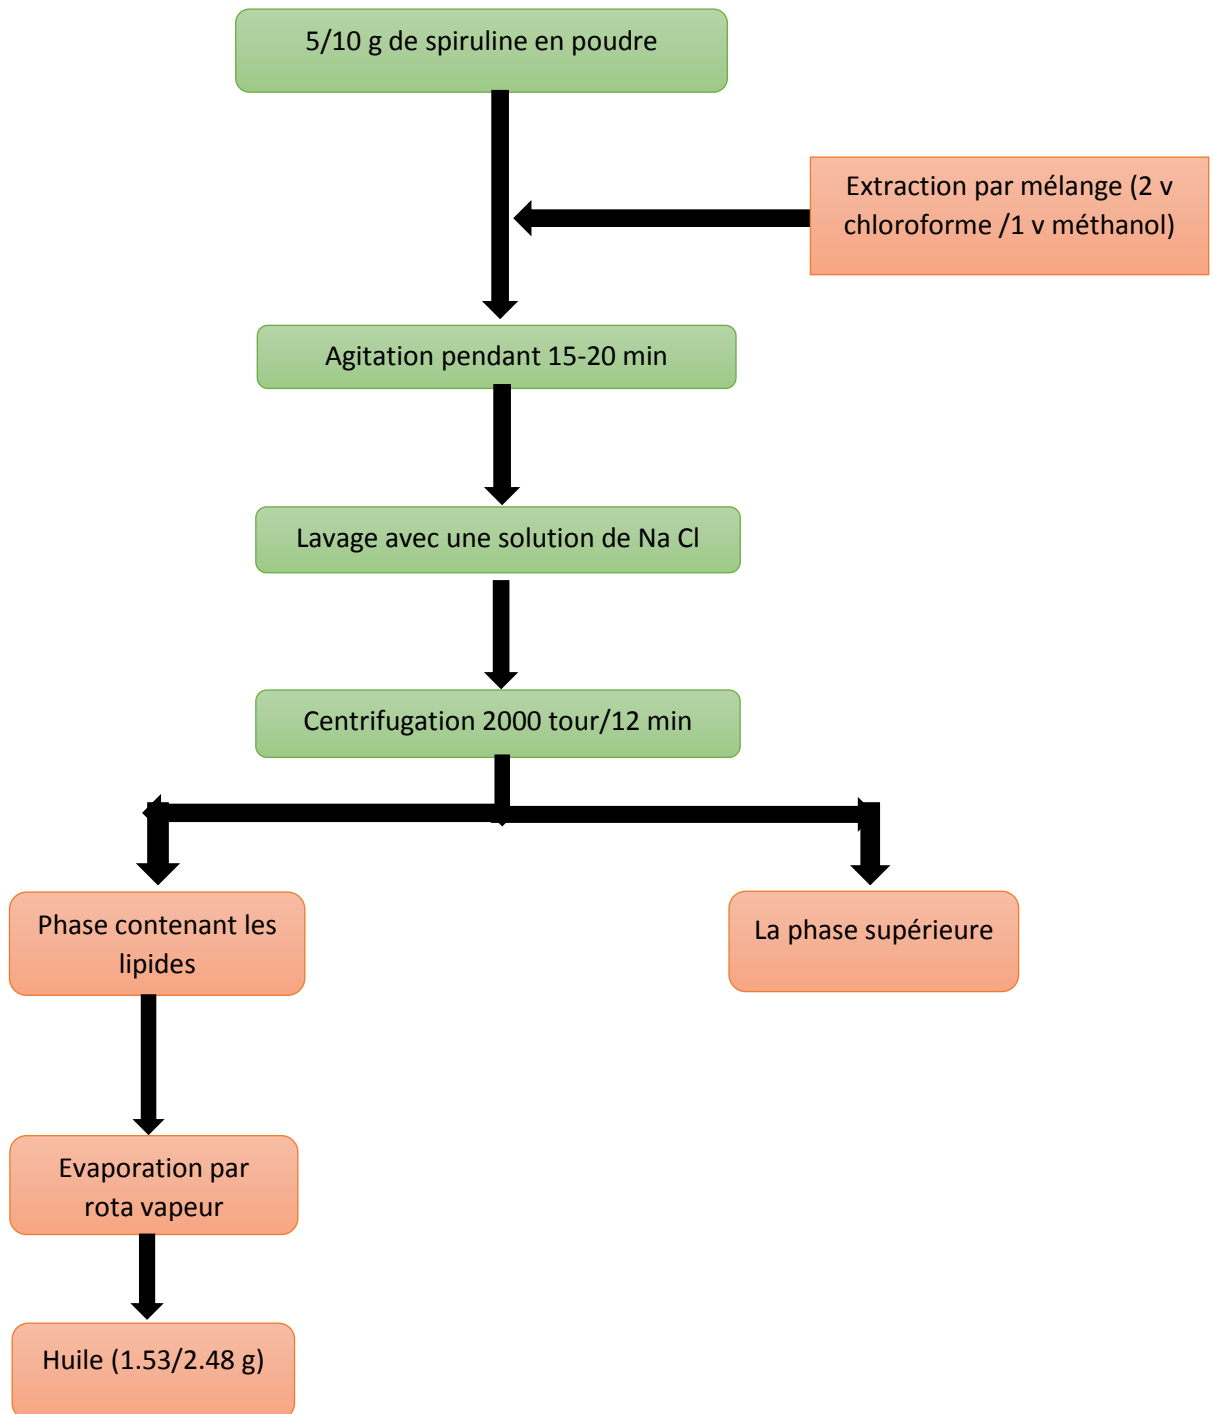 5/10 g de spiruline en poudre
Extraction par mélange (2 v
chloroforme /1 v méthanol)
Agitation pendant 15-20 min
Lavage avec une solution de Na Cl
Centrifugation 2000 tour/12 min
Phase contenant les
lipides
La phase supérieure
Evaporation par
rota vapeur
Huile (1.53/2.48 g)